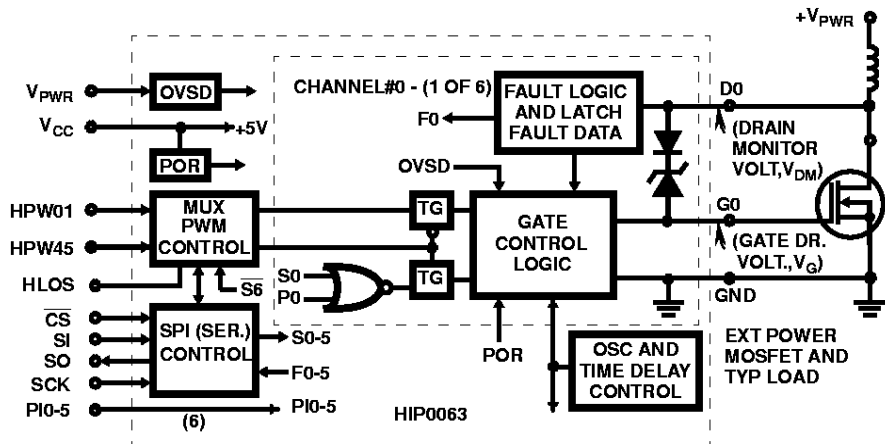 +VPWR
VPWR
OVSD
CHANNEL#0 - (1 OF 6)
FAULT LOGIC
AND LATCH
FAULT DATA
D0
F0
VCC
+5V
(DRAIN
MONITOR
VOLT,VDM)
POR
OVSD
HPW01
MUX
PWM
CONTROL
TG
GATE
CONTROL
LOGIC
G0
HPW45
(GATE DR.
VOLT.,VG)
HLOS
S6
S0
P0
TG
GND
CS
SI
SO
SCK
SPI (SER.)
CONTROL
S0-5
F0-5
POR
OSC AND
TIME DELAY
CONTROL
EXT POWER
MOSFET AND
TYP LOAD
PI0-5
(6)
PI0-5
HIP0063